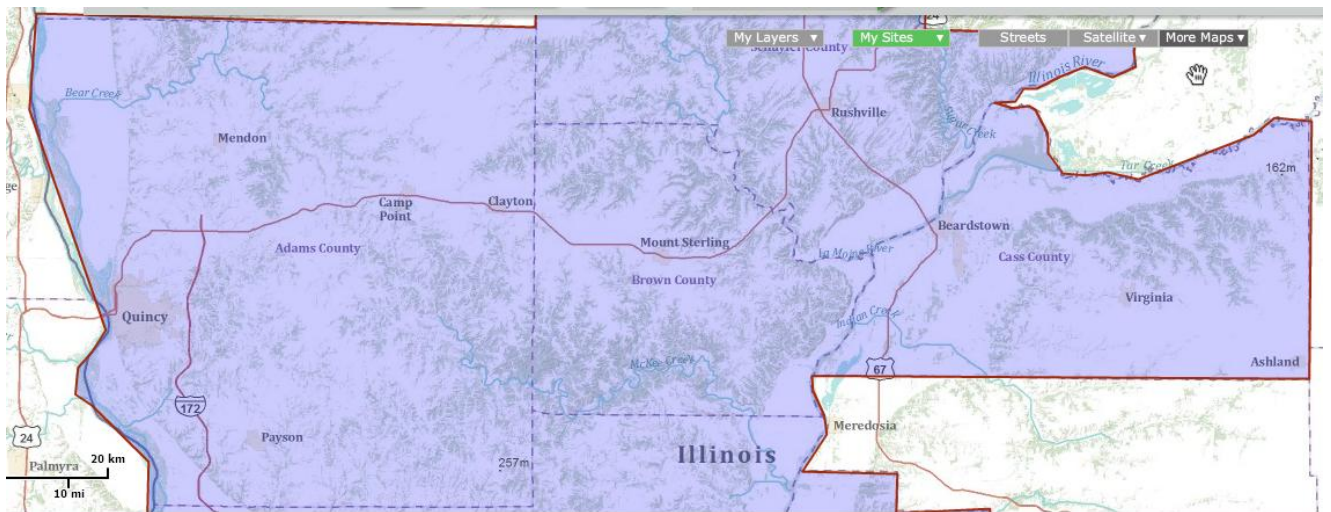 24
My Layers ▼
My Sites ▼
Streets
Satellite ▼
More Maps ▼
Schuyler County
Illinois River
Bear Creek
Mendon
Rushville
Sugar Creek
Tar Creek
162m
Camp
Point
Clayton
Beardstown
Adams County
Mount Sterling
La Moine River
Cass County
Brown County
Virginia
Quincy
Indian Creek
McKee Creek
Ashland
67
172
Meredosia
24
Payson
Illinois
Palmyra
20 km
257m
10 mi